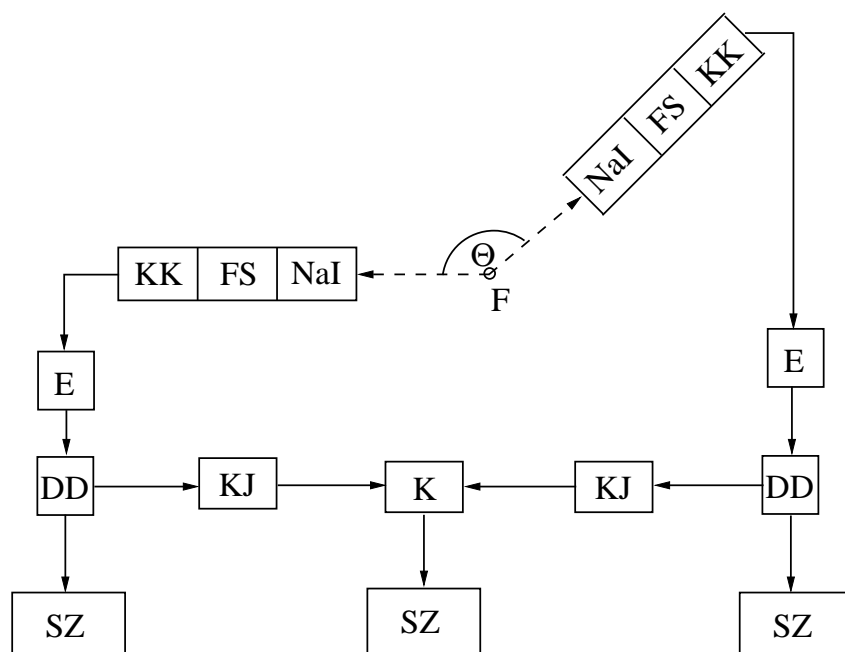 NaI FS KK
Θ
KK FS NaI
F
E E
DD KJ K KJ DD
SZ SZ SZ